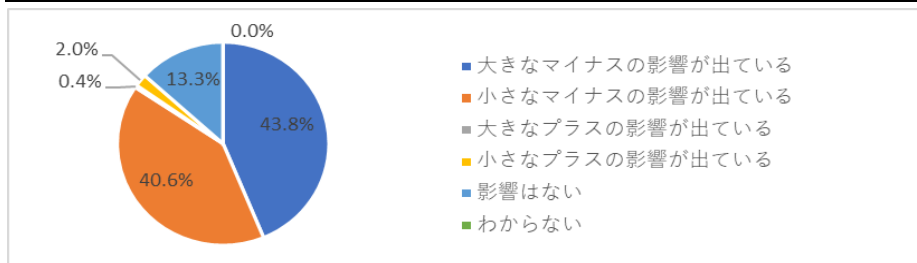 0.0%
2.0%
0.4%
13.3%
43.8%
40.6%
大きなマイナスの影響が出ている
小さなマイナスの影響が出ている
大きなプラスの影響が出ている
小さなプラスの影響が出ている
影響はない
わからない